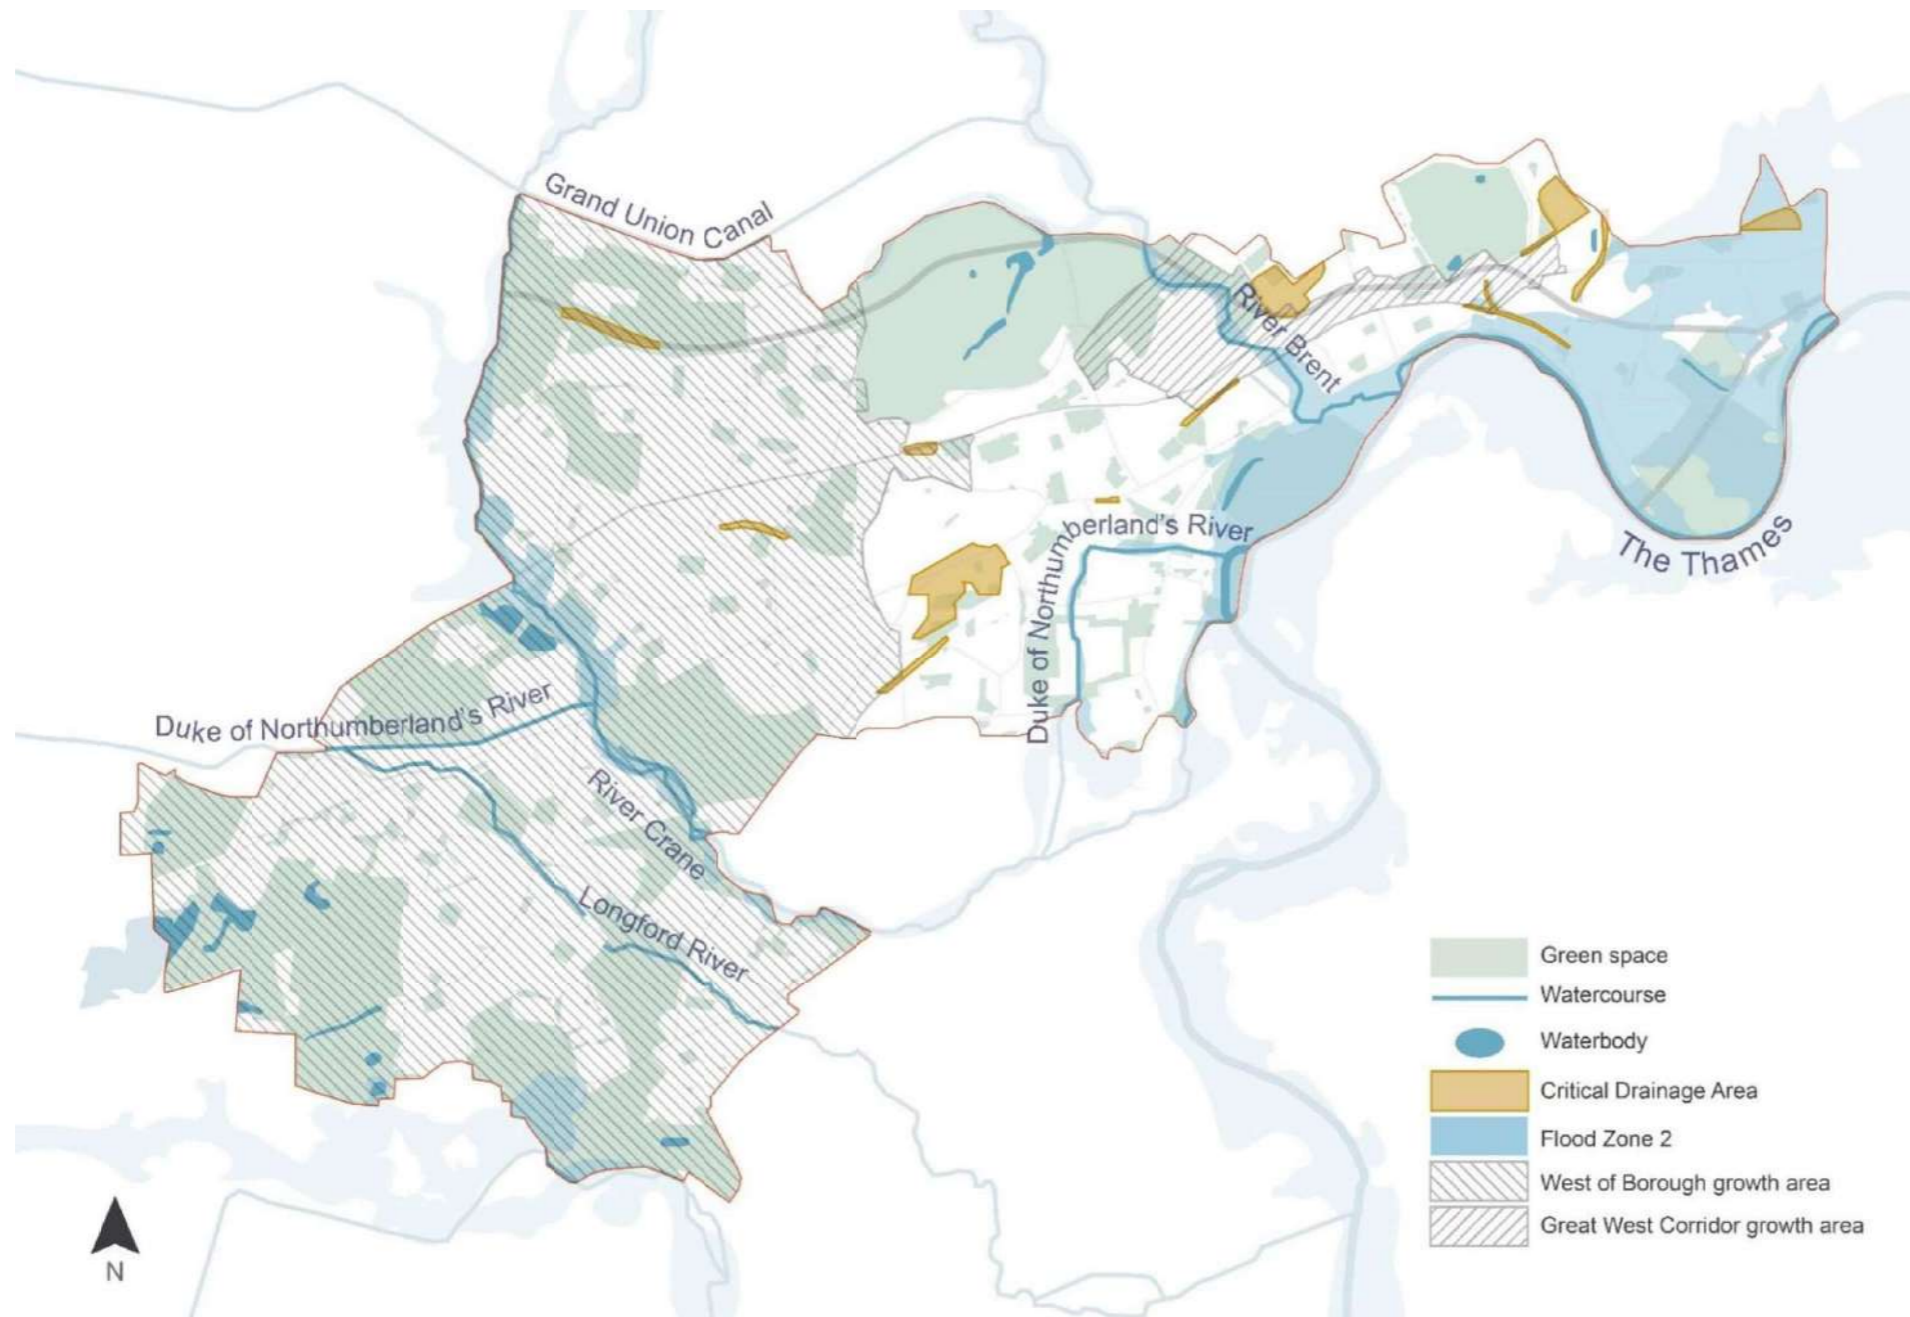 Grand Union Canal
River Brent
The Thames
Duke of Northumberland's River
Duke of Northumberland's River
River Crane
Longford River
Green space
Watercourse
Waterbody
Critical Drainage Area
Flood Zone 2
West of Borough growth area
Great West Corridor growth area
N